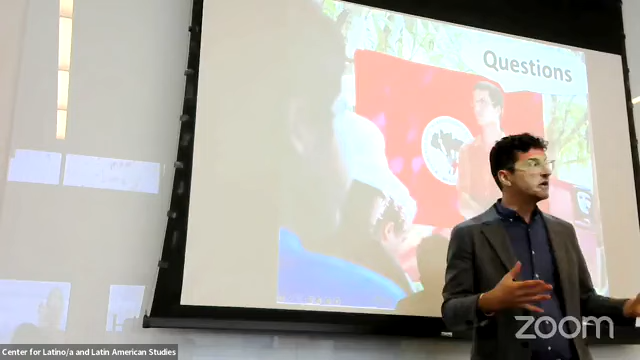 Questions
zoom
Center for Latino/a and Latin American Studies